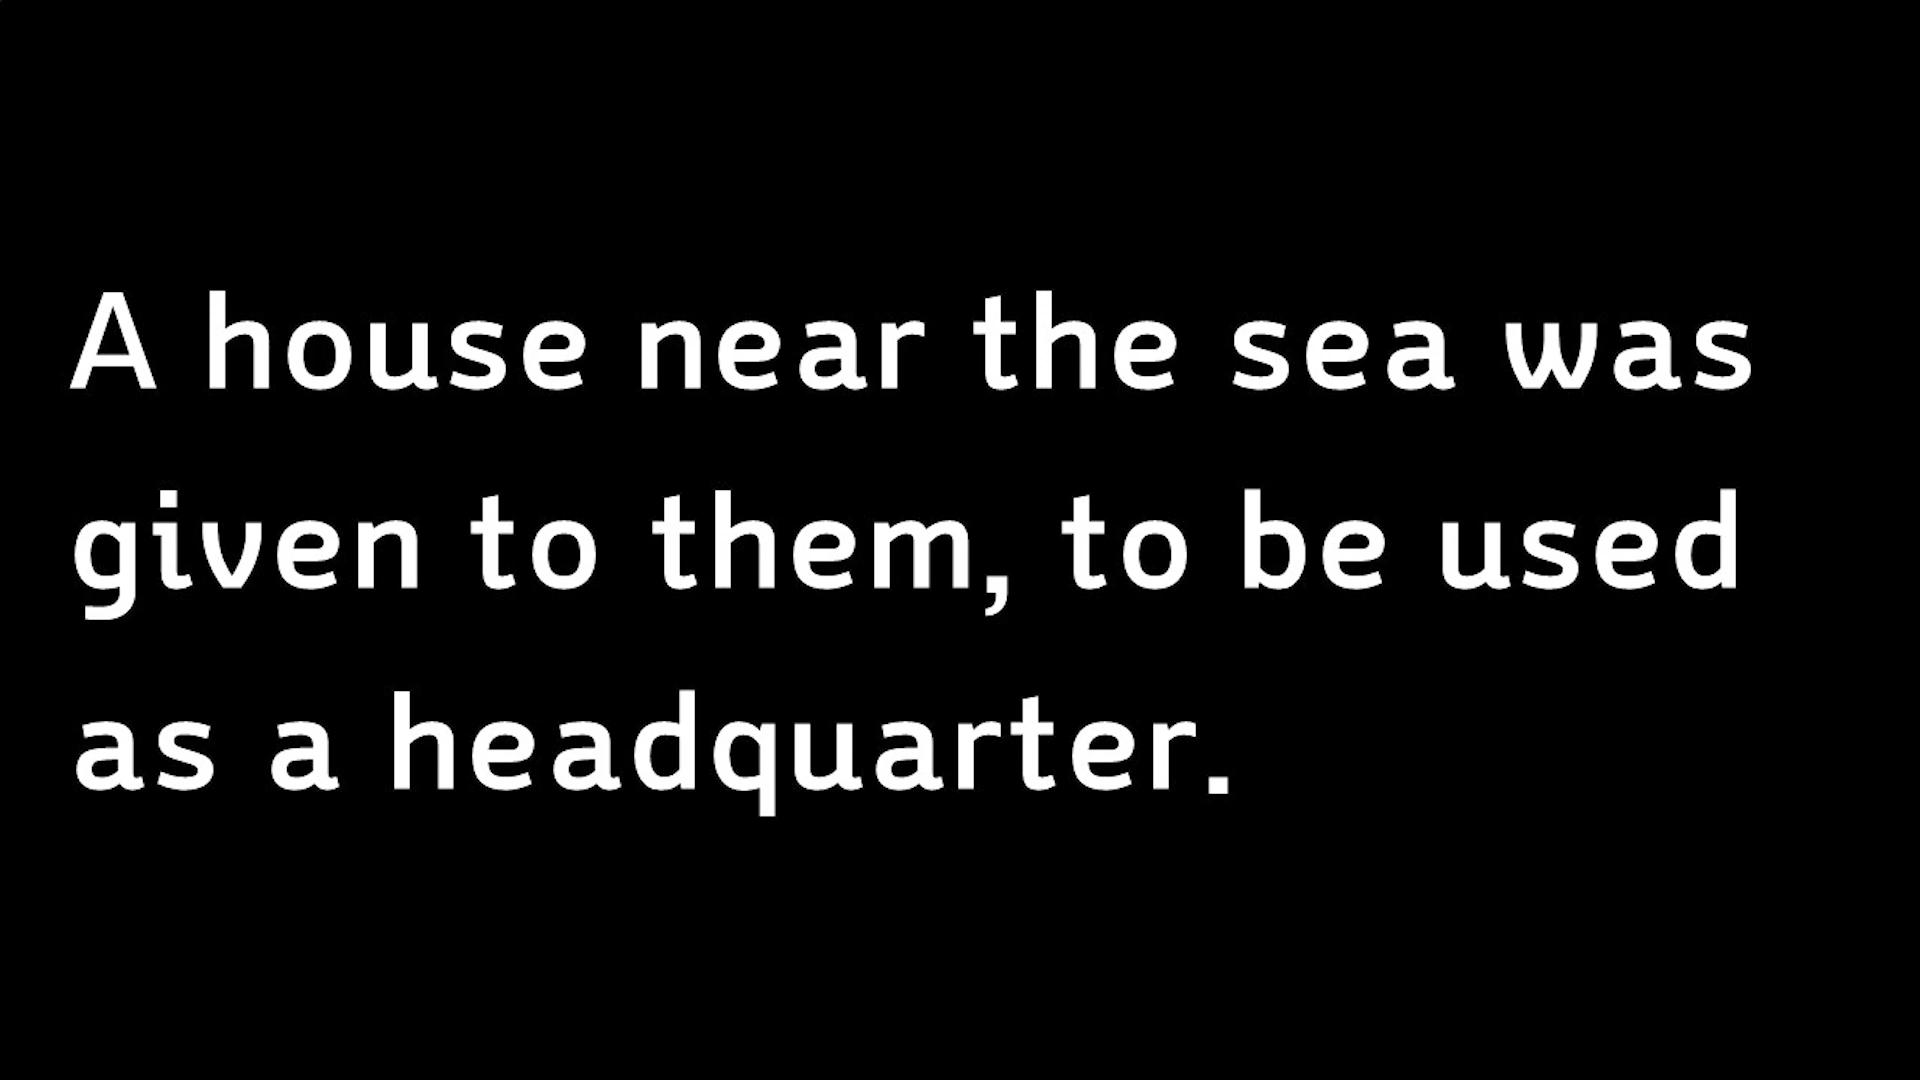 A house near the sea was
given to them, to be used
as a headquarter.